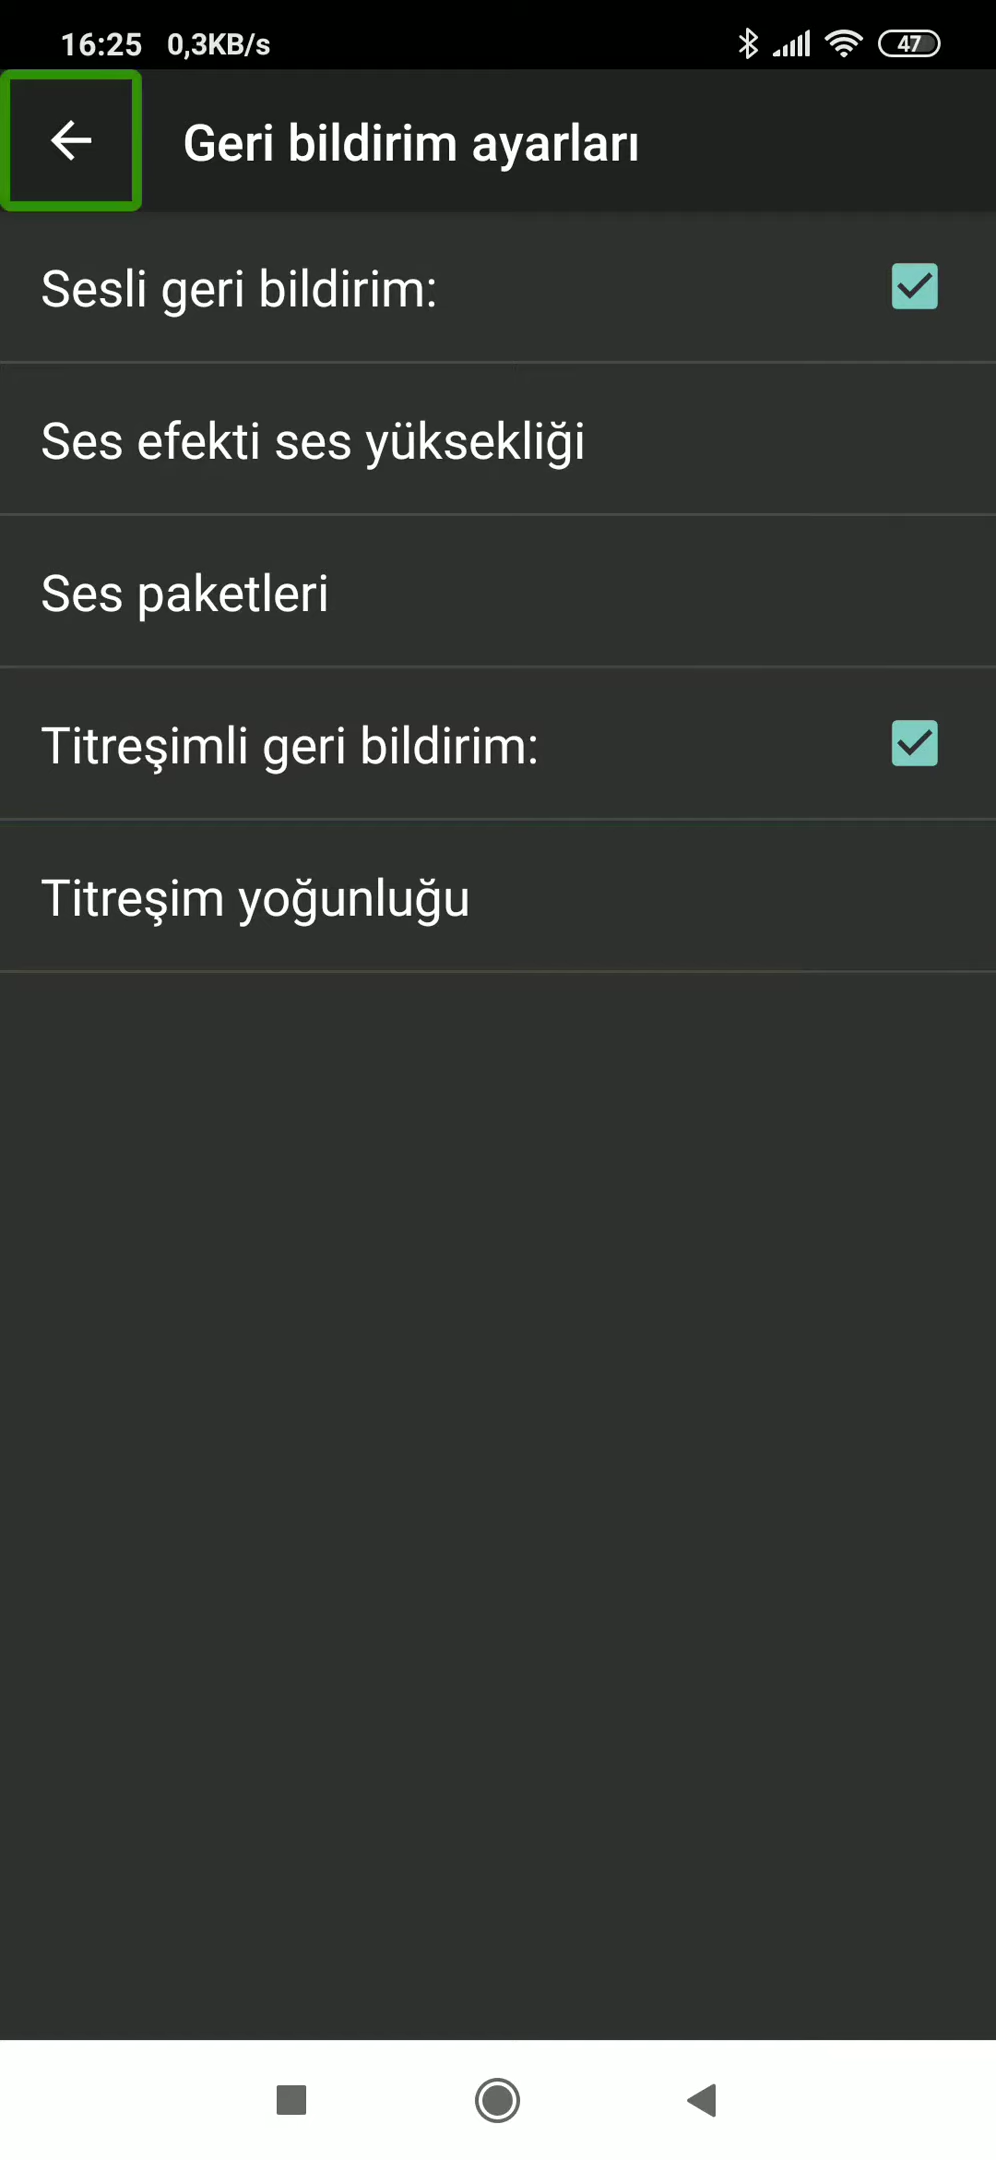 16:25 0,3KB/s 47
Geri bildirim ayarları
Sesli geri bildirim:
Ses efekti ses yüksekliği
Ses paketleri
Titreşimli geri bildirim:
Titreşim yoğunluğu